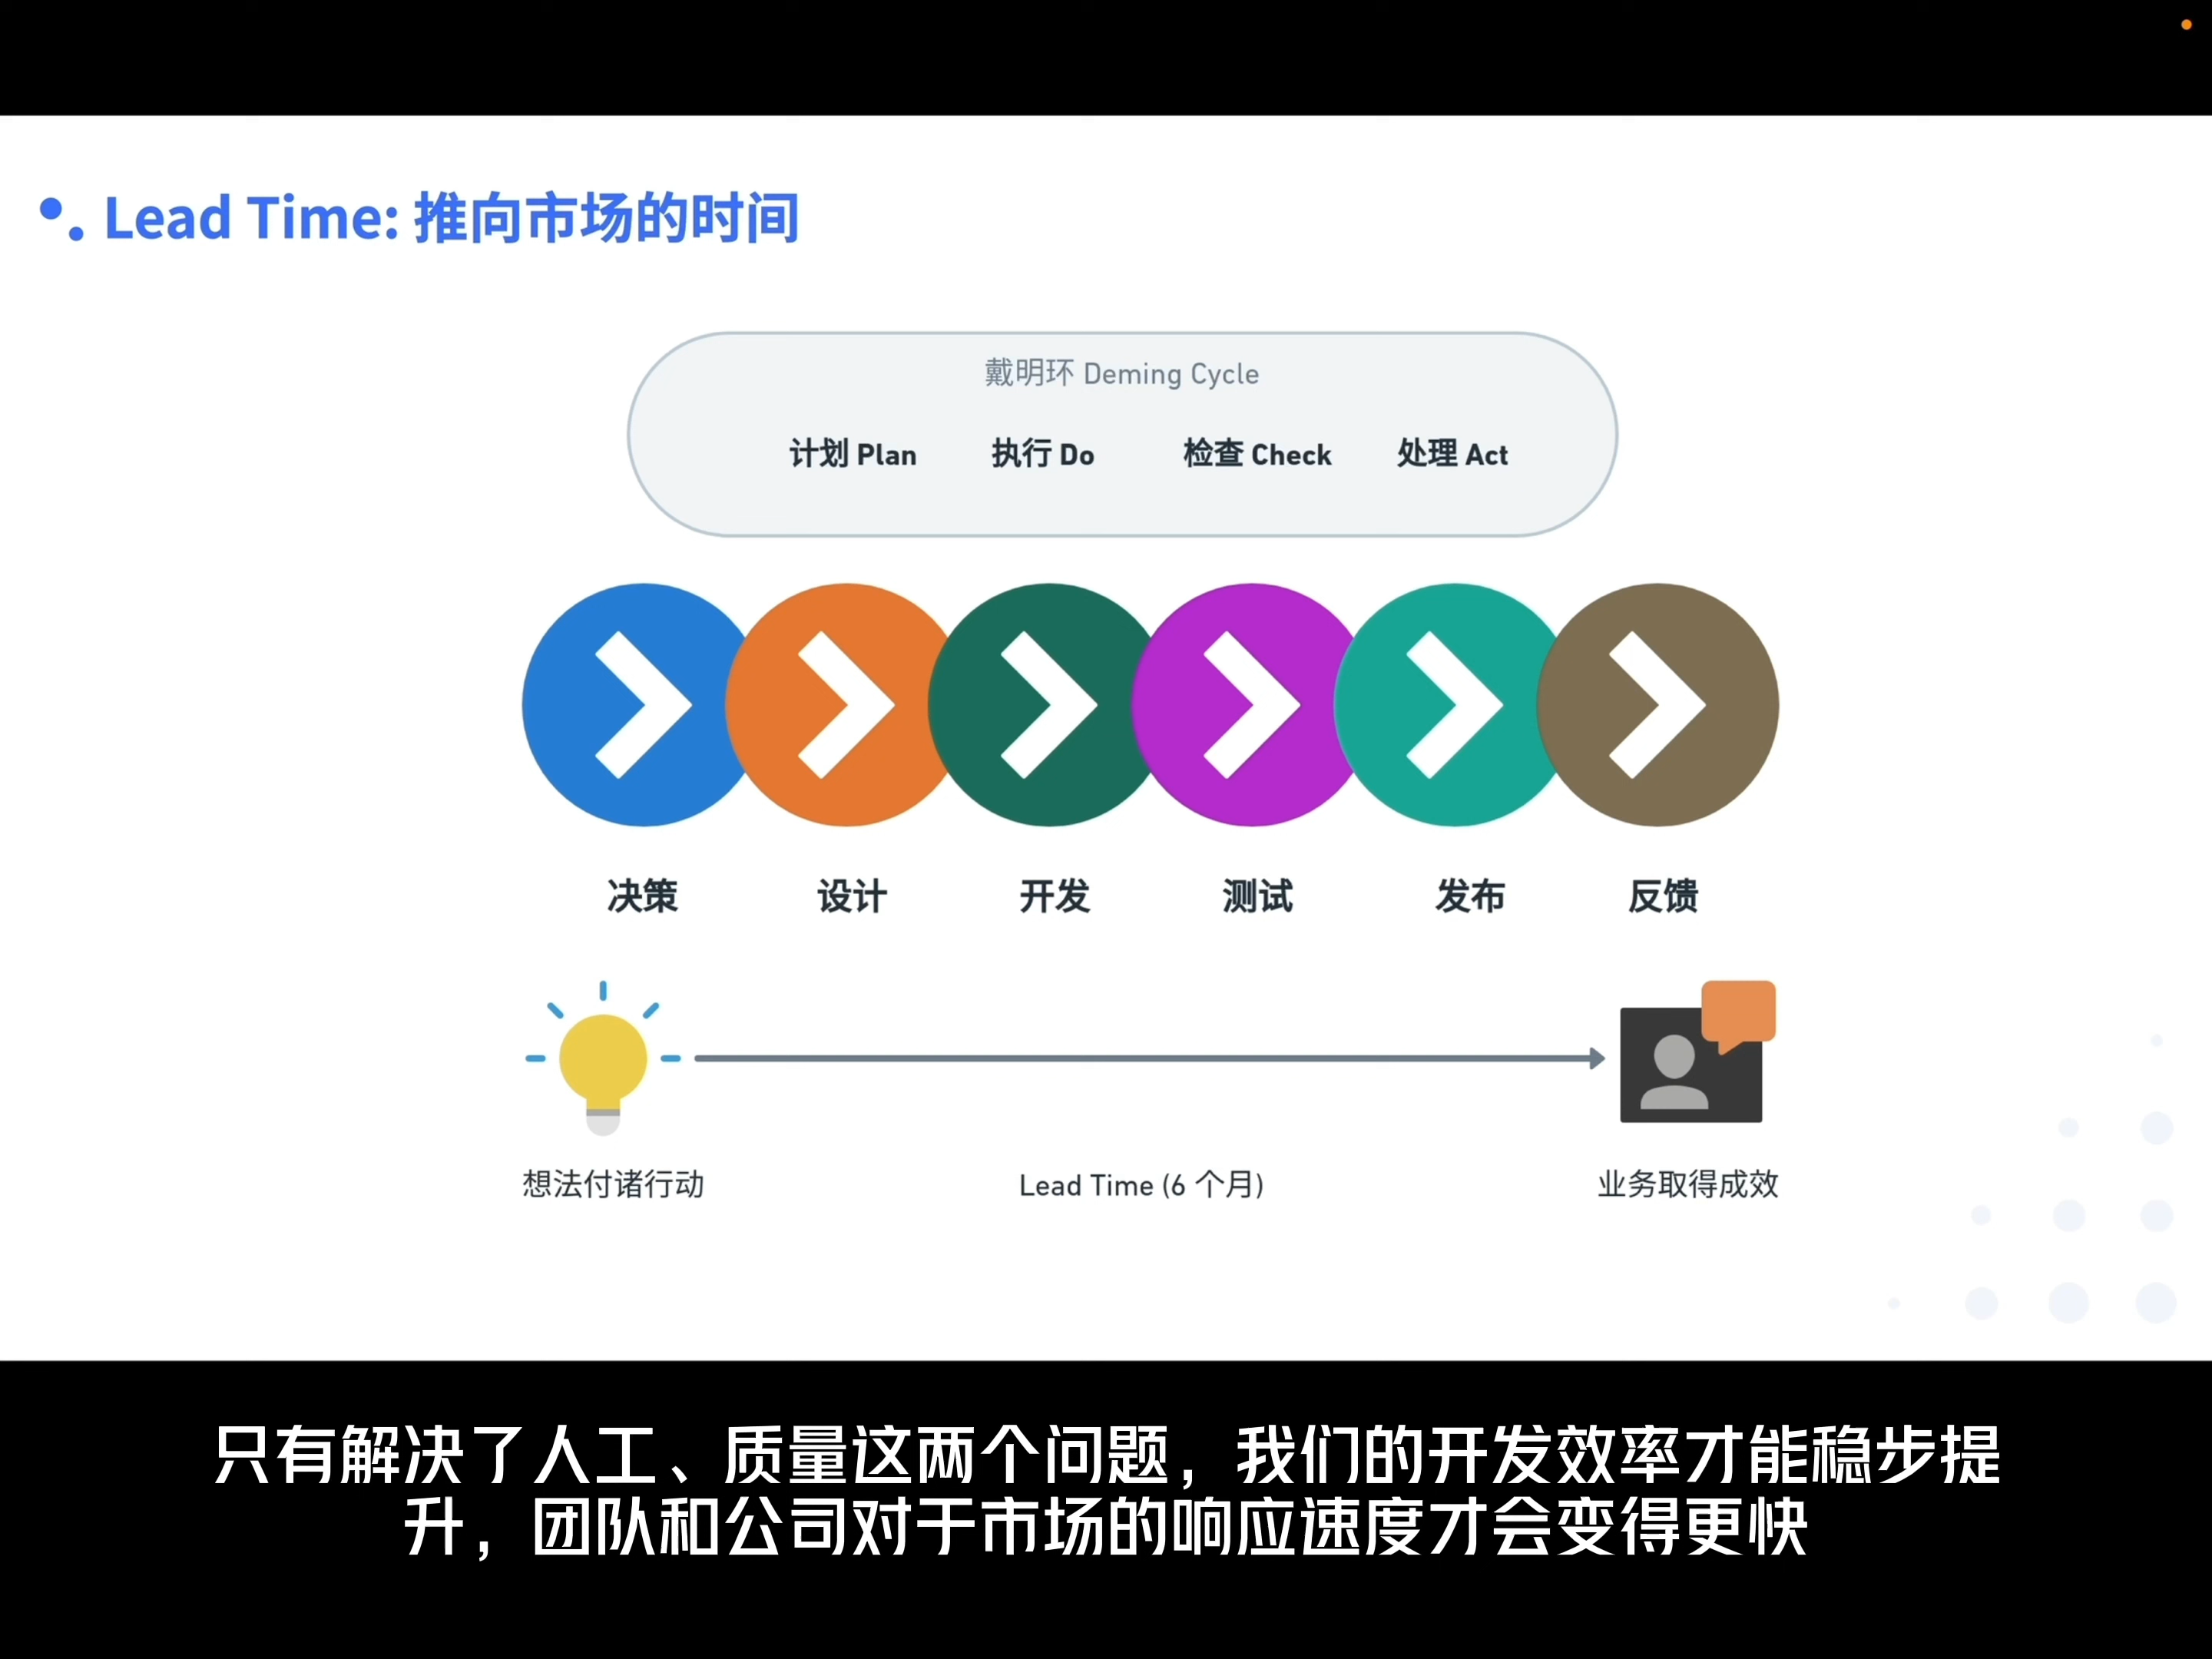 Lead Time: 推向市场的时间
戴明环 Deming Cycle
计划 Plan 执行 Do 检查 Check 处理 Act
决策 设计 开发 测试 发布 反馈
想法付诸行动 Lead Time (6 个月) 业务取得成效
只有解决了人工、质量这两个问题，我们的开发效率才能稳步提
升，团队和公司对于市场的响应速度才会变得更快